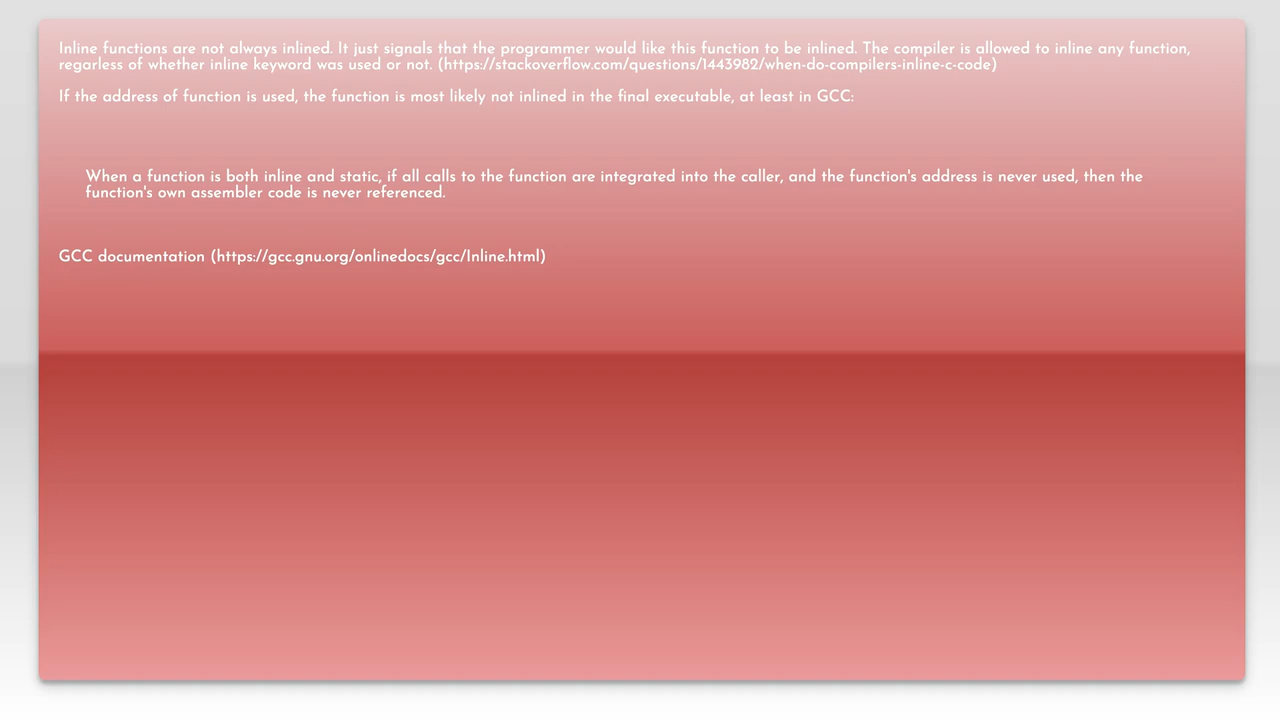 Inline functions are not always inlined. It just signals that the programmer would like this function to be inlined. The compiler is allowed to inline any function,
regarless of whether inline keyword was used or not. (https://stackoverflow.com/questions/1443982/when-do-compilers-inline-c-code)
If the address of function is used, the function is most likely not inlined in the final executable, at least in GCC:
When a function is both inline and static, if all calls to the function are integrated into the caller, and the function's address is never used, then the
function's own assembler code is never referenced.
GCC documentation (https://gcc.gnu.org/onlinedocs/gcc/Inline.html)